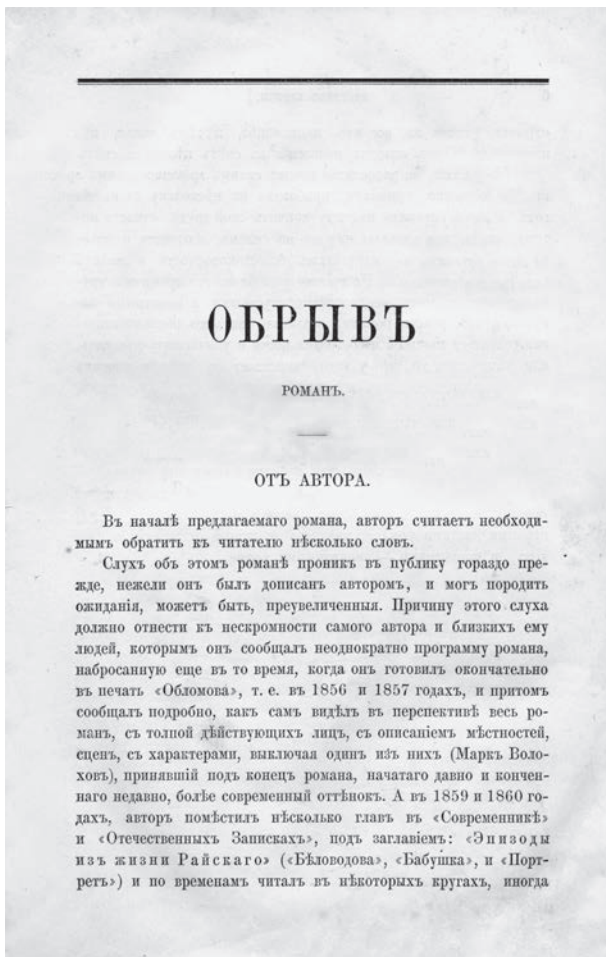 ОБРЫВЪ
РОМАНЪ.
ОТЪ АВТОРА.
Въ началѣ предлагаемаго романа, авторъ считаетъ необходи-
мымъ обратить къ читателю нѣсколько словъ.
Слухъ объ этомъ романѣ проникъ въ публику гораздо пре-
жде, нежели онъ былъ дописанъ авторомъ, и могъ породить
ожиданія, можетъ быть, преувеличенныя. Причину этого слуха
должно отнести къ нескромности самого автора и близкихъ ему
людей, которымъ онъ сообщалъ неоднократно программу романа,
набросанную еще въ то время, когда онъ готовилъ окончательно
въ печать «Обломова», т. е. въ 1856 и 1857 годахъ, и притомъ
сообщалъ подробно, какъ самъ видѣлъ въ перспективѣ весь ро-
манъ, съ толпой дѣйствующихъ лицъ, съ описаніемъ мѣстностей,
сценъ, съ характерами, выключая одинъ изъ нихъ (Маркъ Воло-
ховъ), принявшій подъ конецъ романа, начатаго давно и кончен-
наго недавно, болѣе современный оттѣнокъ. А въ 1859 и 1860 го-
дахъ, авторъ помѣстилъ нѣсколько главъ въ «Современникѣ»
и «Отечественныхъ Запискахъ», подъ заглавіемъ: «Эпизоды
изъ жизни Райскаго» («Бѣловодова», «Бабушка», и «Порт-
ретъ») и по временамъ читалъ въ нѣкоторыхъ кругахъ, иногда